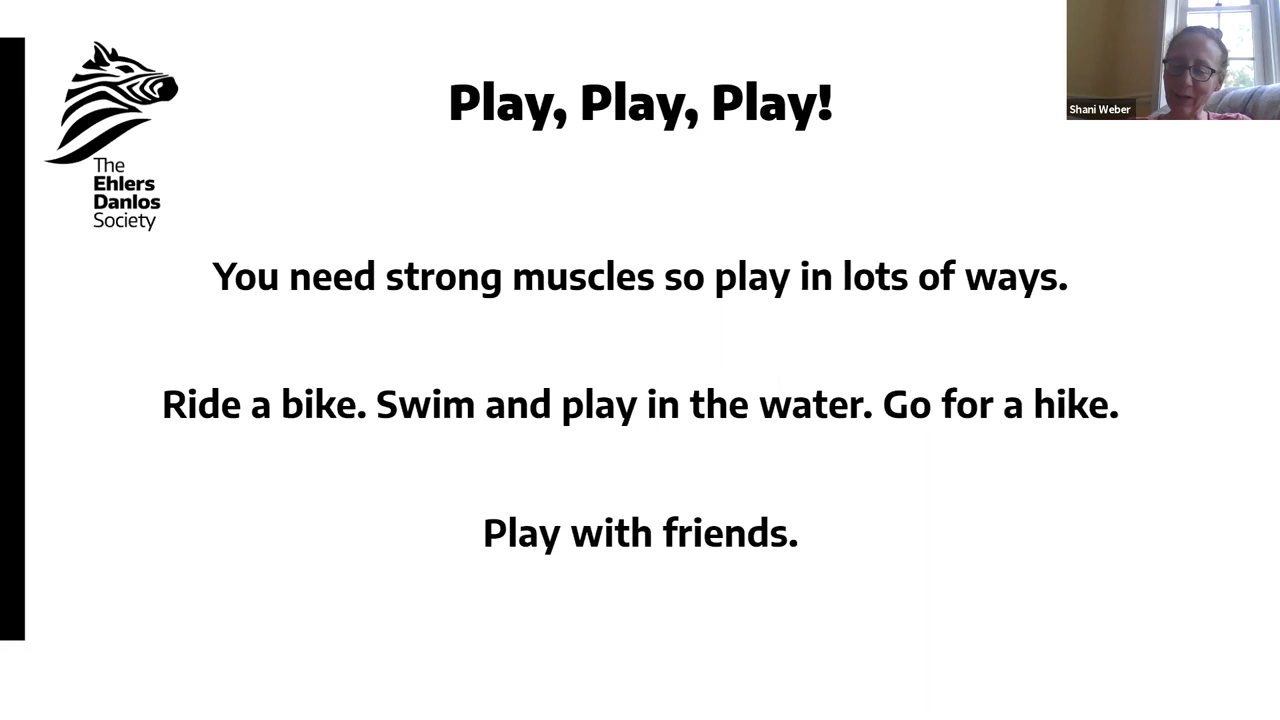 Play, Play, Play!
Shani Weber
The
Ehlers
Danlos
Society
You need strong muscles so play in lots of ways.
Ride a bike. Swim and play in the water. Go for a hike.
Play with friends.